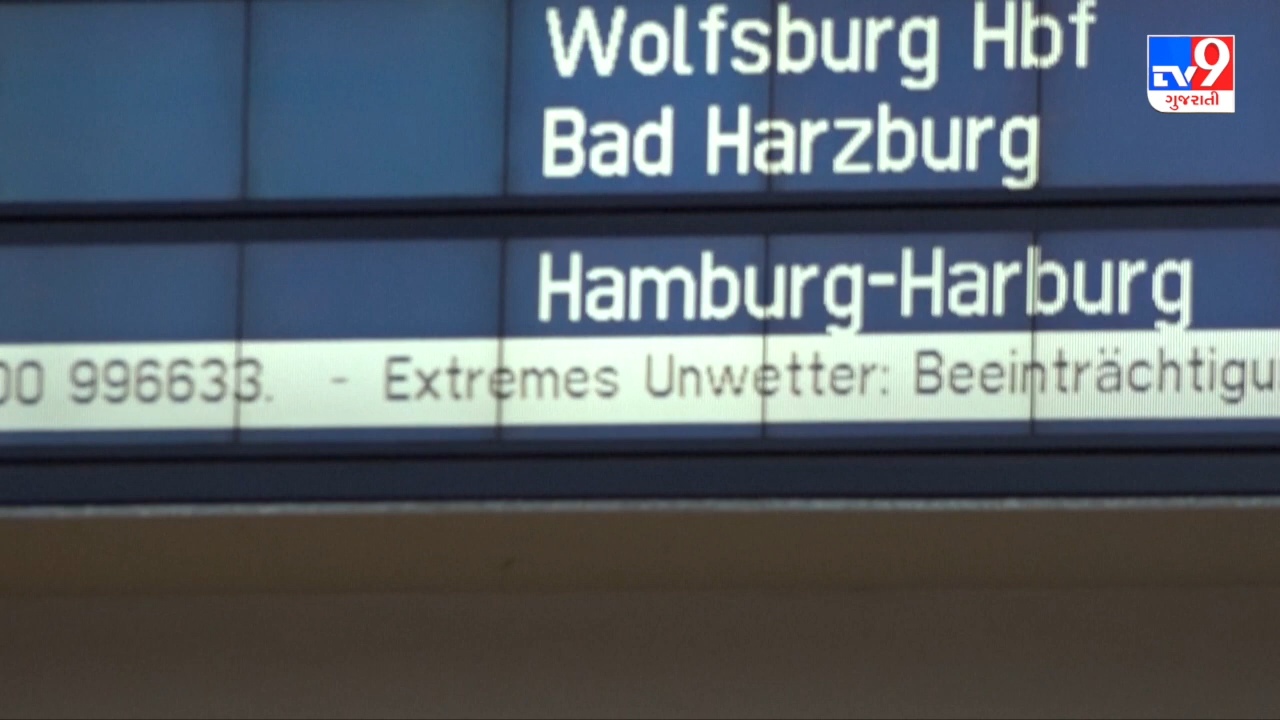 Wolfsburg Hbf
TV9
ગુજરાતી
Bad Harzburg
Hamburg-Harburg
00 996633. - Extremes Unwetter: Beeinträchtigu